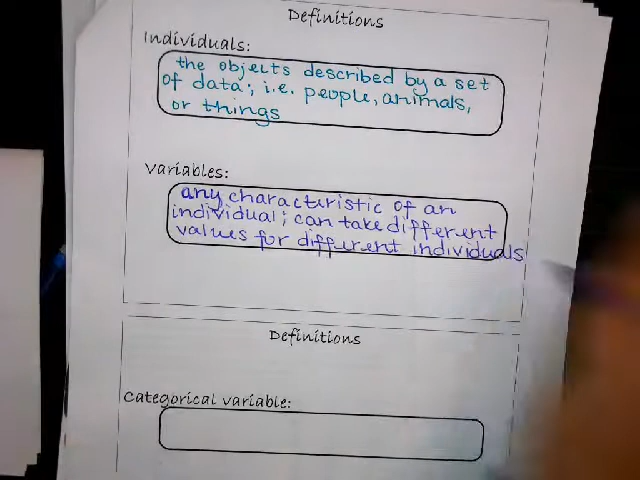 Definitions
Individuals:
the objects described by a set
of data; i.e. people, animals,
or things
Variables:
any characteristic of an
individual; can take different
values for different individuals
Definitions
Categorical variable: